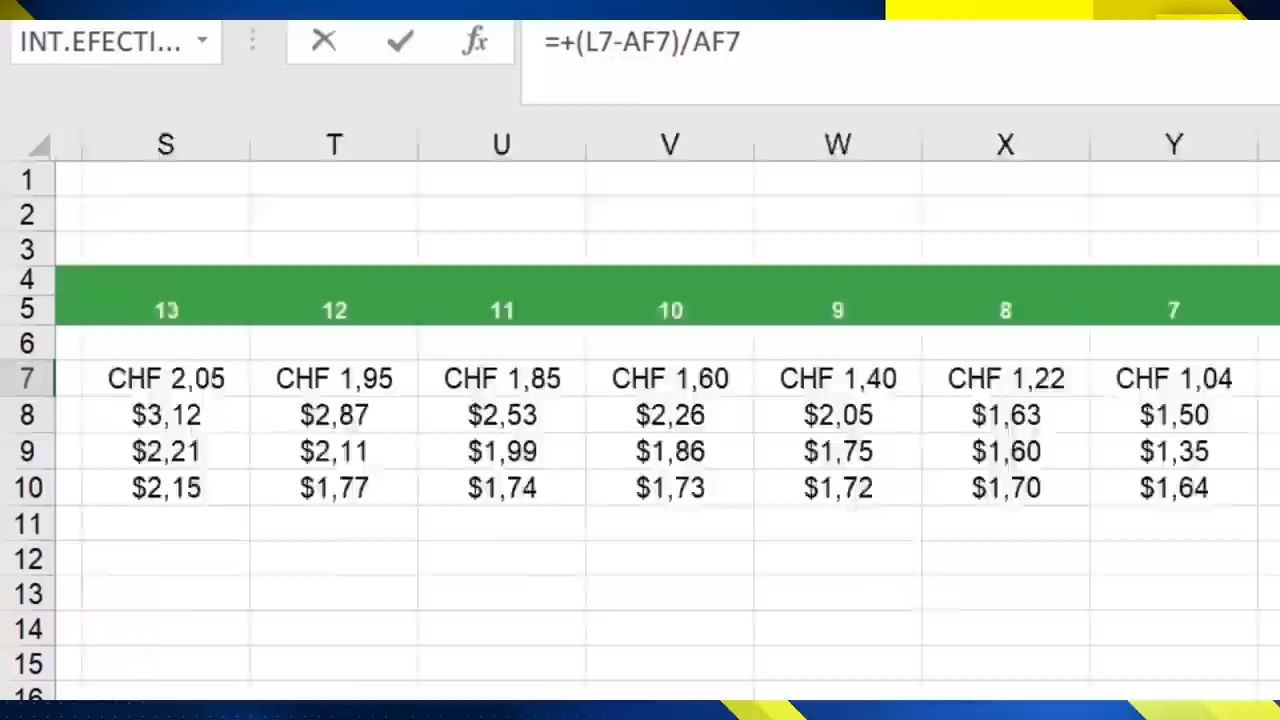 INT.EFECTI... fx =+(L7-AF7)/AF7
S T U V W X Y
1
2
3
4
5 13 12 11 10 9 8 7
6
7 CHF 2,05 CHF 1,95 CHF 1,85 CHF 1,60 CHF 1,40 CHF 1,22 CHF 1,04
8 $3,12 $2,87 $2,53 $2,26 $2,05 $1,63 $1,50
9 $2,21 $2,11 $1,99 $1,86 $1,75 $1,60 $1,35
10 $2,15 $1,77 $1,74 $1,73 $1,72 $1,70 $1,64
11
12
13
14
15
16